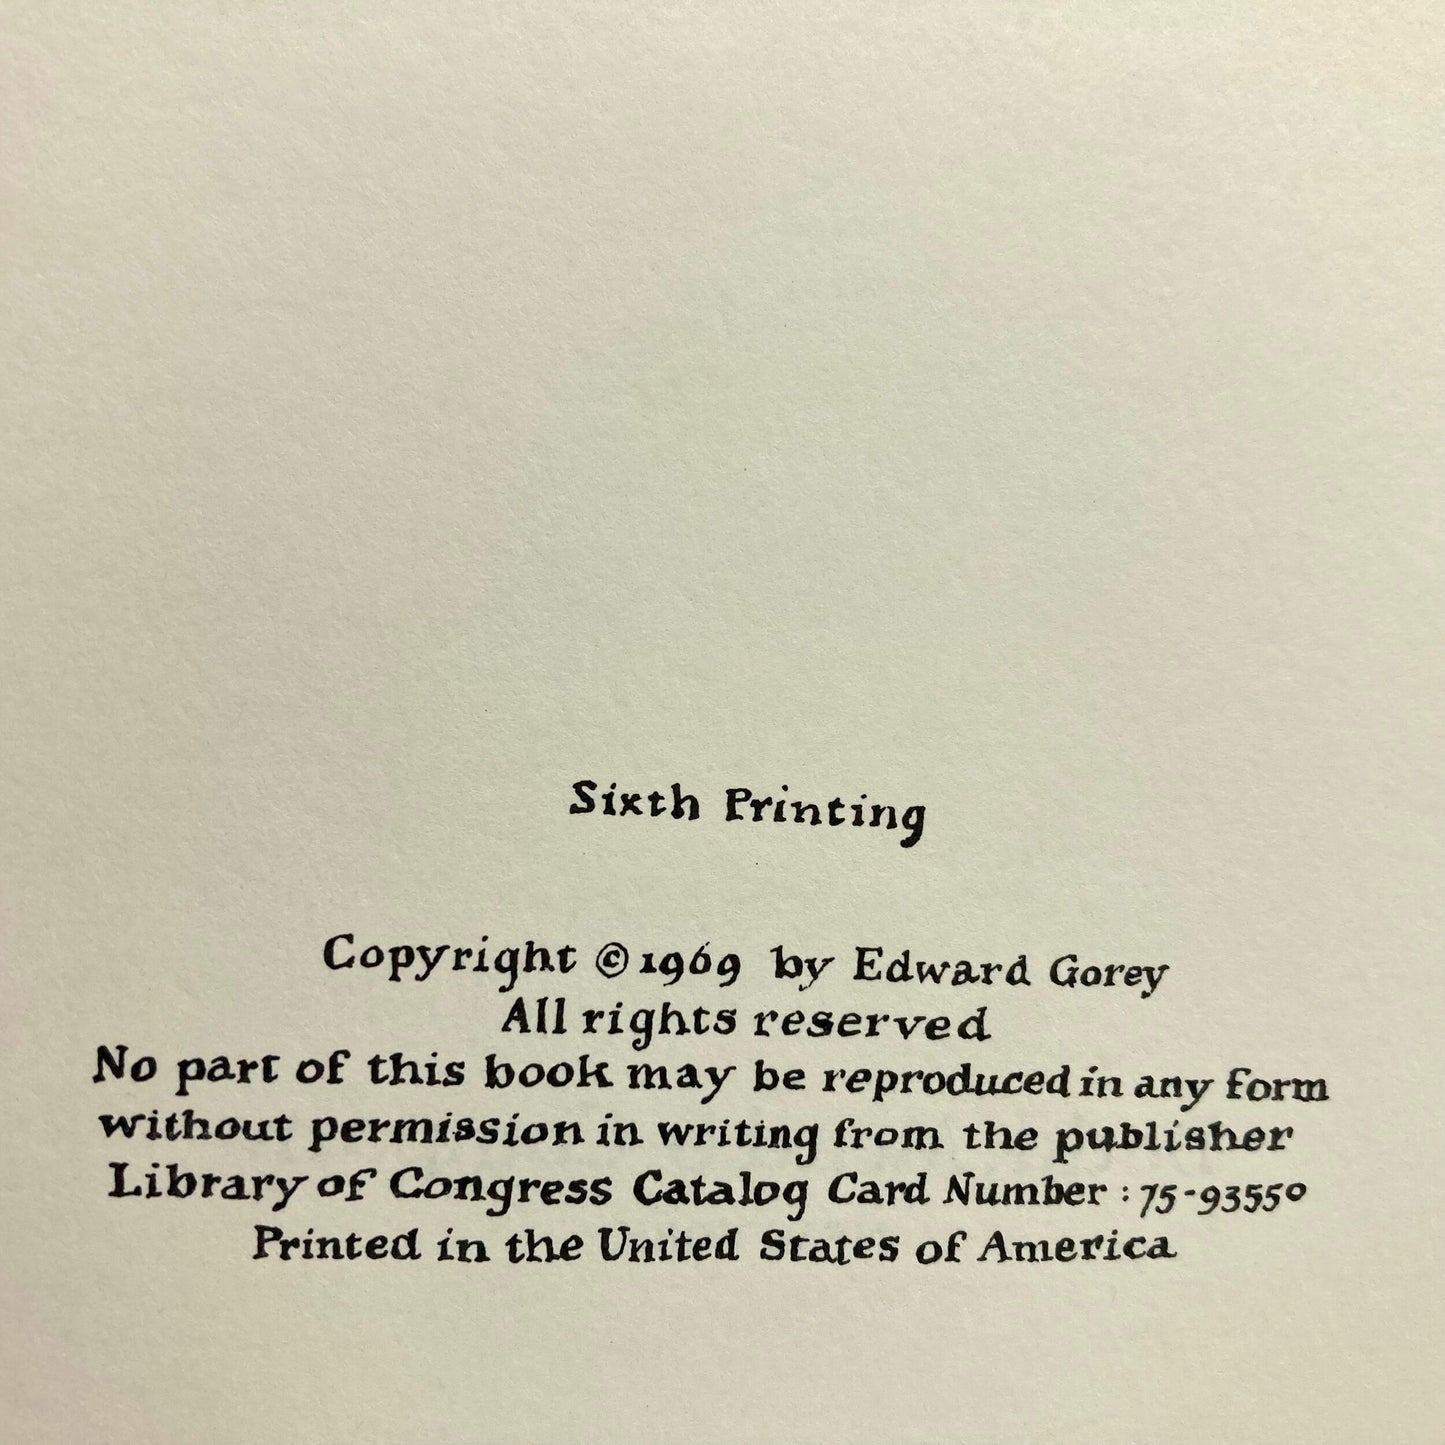 Sixth Printing
Copyright © 1969 by Edward Gorey
All rights reserved
No part of this book may be reproduced in any form
without permission in writing from the publisher
Library of Congress Catalog Card Number : 75-93550
Printed in the United States of America